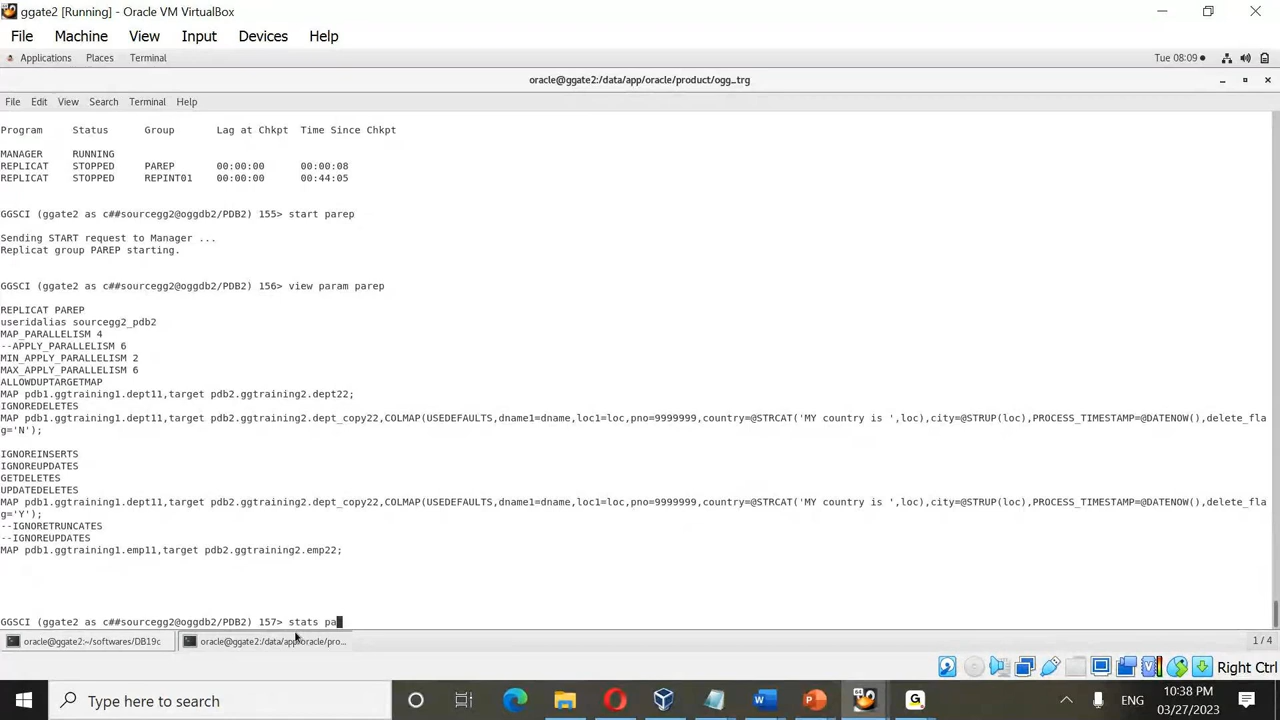 ggate2 [Running] - Oracle VM VirtualBox
File Machine View Input Devices Help
Applications Places Terminal Tue 08:09
oracle@ggate2:/data/app/oracle/product/ogg_trg
File Edit View Search Terminal Help
Program Status Group Lag at Chkpt Time Since Chkpt
MANAGER RUNNING
REPLICAT STOPPED PAREP 00:00:00 00:00:08
REPLICAT STOPPED REPINT01 00:00:00 00:44:05
GGSCI (ggate2 as c##sourcegg2@oggdb2/PDB2) 155> start parep
Sending START request to Manager ...
Replicat group PAREP starting.
GGSCI (ggate2 as c##sourcegg2@oggdb2/PDB2) 156> view param parep
REPLICAT PAREP
useridalias sourcegg2_pdb2
MAP_PARALLELISM 4
--APPLY_PARALLELISM 6
MIN_APPLY_PARALLELISM 2
MAX_APPLY_PARALLELISM 6
ALLOWDUPTARGETMAP
MAP pdb1.ggtraining1.dept11,target pdb2.ggtraining2.dept22;
IGNOREDELETES
MAP pdb1.ggtraining1.dept11,target pdb2.ggtraining2.dept_copy22,COLMAP(USEDEFAULTS,dname1=dname,loc1=loc,pno=9999999,country=@STRCAT('MY country is ',loc),city=@STRUP(loc),PROCESS_TIMESTAMP=@DATENOW(),delete_fla
g='N');
IGNOREINSERTS
IGNOREUPDATES
GETDELETES
UPDATEDELETES
MAP pdb1.ggtraining1.dept11,target pdb2.ggtraining2.dept_copy22,COLMAP(USEDEFAULTS,dname1=dname,loc1=loc,pno=9999999,country=@STRCAT('MY country is ',loc),city=@STRUP(loc),PROCESS_TIMESTAMP=@DATENOW(),delete_fla
g='Y');
--IGNORETRUNCATES
--IGNOREUPDATES
MAP pdb1.ggtraining1.emp11,target pdb2.ggtraining2.emp22;
GGSCI (ggate2 as c##sourcegg2@oggdb2/PDB2) 157> stats pa
oracle@ggate2:~/softwares/DB19c oracle@ggate2:/data/app/oracle/pro... 1 / 4
Right Ctrl
Type here to search ENG 10:38 PM
03/27/2023